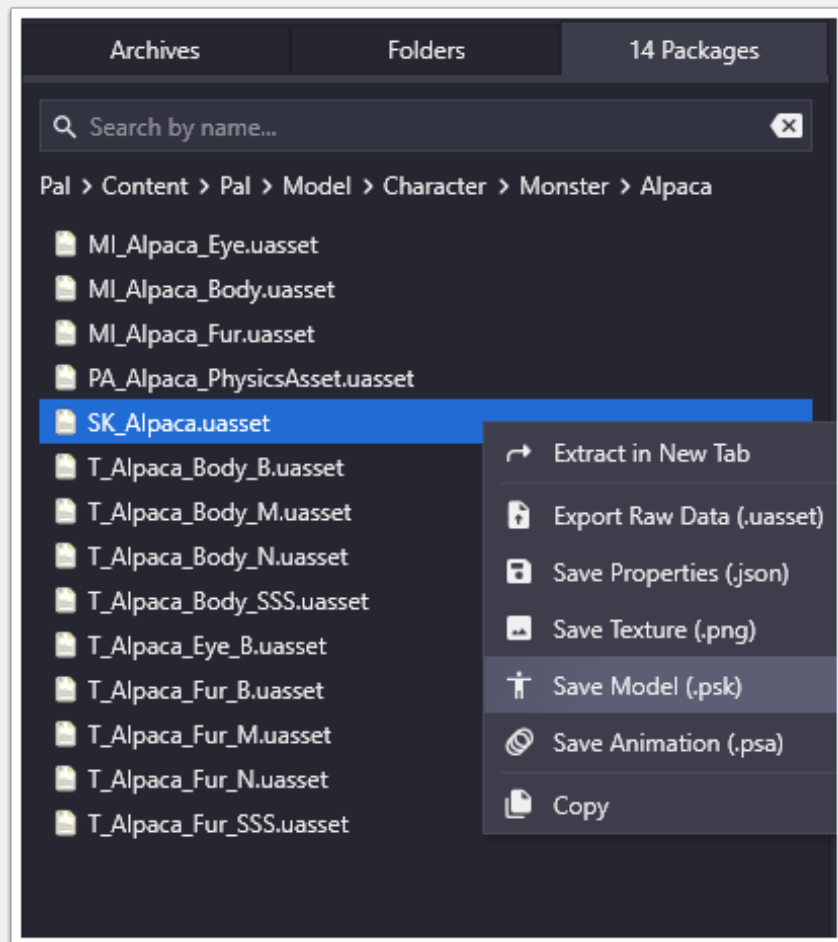 Archives
Folders
14 Packages
Search by name...
Pal > Content > Pal > Model > Character > Monster > Alpaca
MI_Alpaca_Eye.uasset
MI_Alpaca_Body.uasset
MI_Alpaca_Fur.uasset
PA_Alpaca_PhysicsAsset.uasset
SK_Alpaca.uasset
T_Alpaca_Body_B.uasset
T_Alpaca_Body_M.uasset
T_Alpaca_Body_N.uasset
T_Alpaca_Body_SSS.uasset
T_Alpaca_Eye_B.uasset
T_Alpaca_Fur_B.uasset
T_Alpaca_Fur_M.uasset
T_Alpaca_Fur_N.uasset
T_Alpaca_Fur_SSS.uasset
Extract in New Tab
Export Raw Data (.uasset)
Save Properties (.json)
Save Texture (.png)
Save Model (.psk)
Save Animation (.psa)
Copy